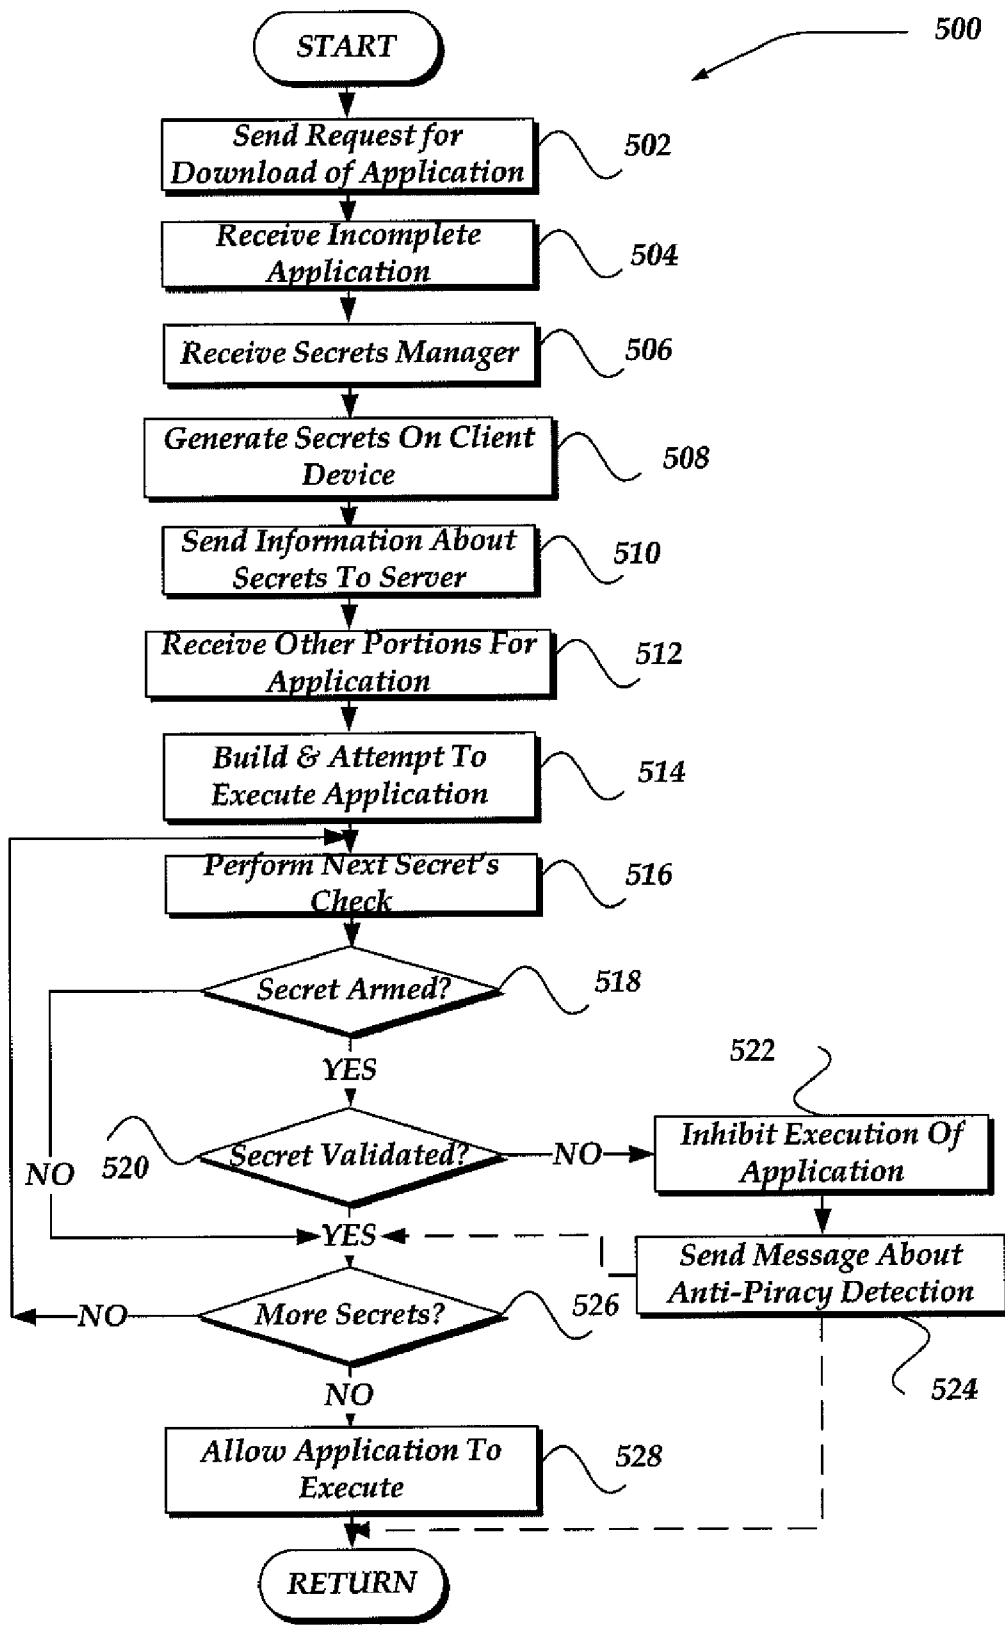 START
500
Send Request for
Download of Application
502
Receive Incomplete
Application
504
Receive Secrets Manager
506
Generate Secrets On Client
Device
508
Send Information About
Secrets To Server
510
Receive Other Portions For
Application
512
Build & Attempt To
Execute Application
514
Perform Next Secret's
Check
516
Secret Armed?
518
YES
NO
520
Secret Validated?
NO
522
Inhibit Execution Of
Application
YES
Send Message About
Anti-Piracy Detection
524
NO
More Secrets?
526
NO
Allow Application To
Execute
528
RETURN